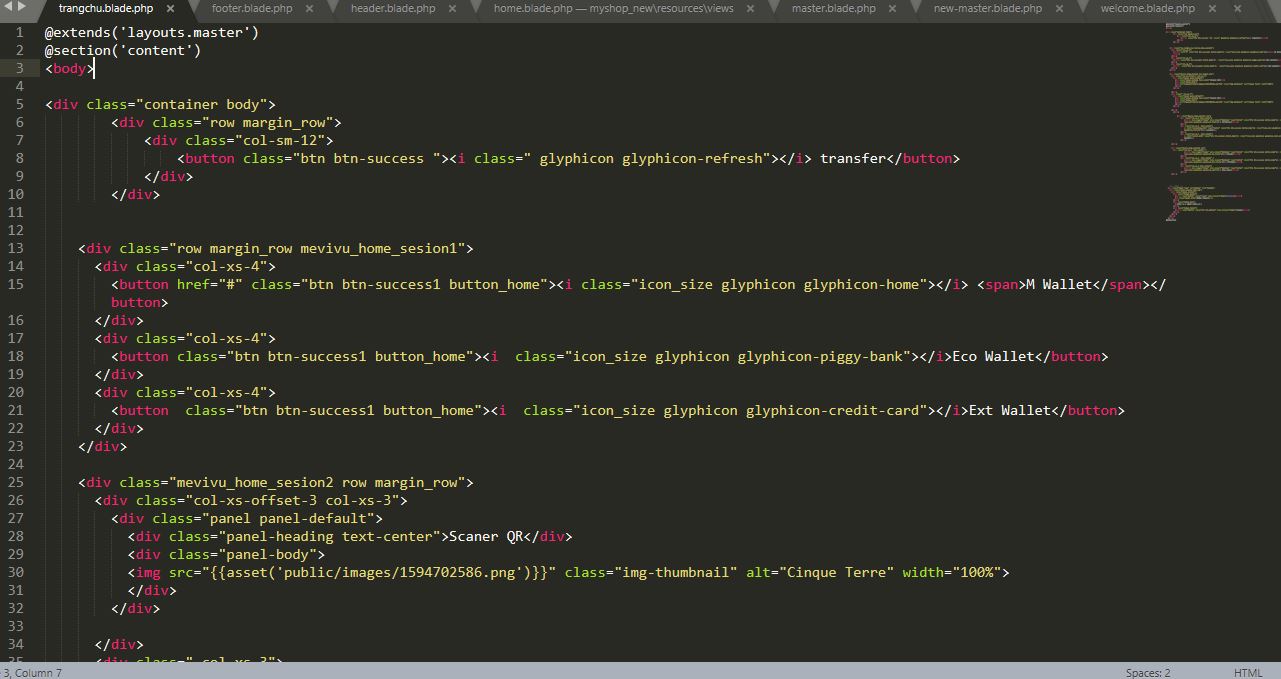 trangchu.blade.php × footer.blade.php × header.blade.php × home.blade.php — myshop_new\resources\views × master.blade.php × new-master.blade.php × welcome.blade.php ×
1 @extends('layouts.master')
2 @section('content')
3 <body>
4
5 <div class="container body">
6 <div class="row margin_row">
7 <div class="col-sm-12">
8 <button class="btn btn-success "><i class=" glyphicon glyphicon-refresh"></i> transfer</button>
9 </div>
10 </div>
11
12
13 <div class="row margin_row mevivu_home_sesion1">
14 <div class="col-xs-4">
15 <button href="#" class="btn btn-success1 button_home"><i class="icon_size glyphicon glyphicon-home"></i> <span>M Wallet</span></
button>
16 </div>
17 <div class="col-xs-4">
18 <button class="btn btn-success1 button_home"><i  class="icon_size glyphicon glyphicon-piggy-bank"></i>Eco Wallet</button>
19 </div>
20 <div class="col-xs-4">
21 <button  class="btn btn-success1 button_home"><i  class="icon_size glyphicon glyphicon-credit-card"></i>Ext Wallet</button>
22 </div>
23 </div>
24
25 <div class="mevivu_home_sesion2 row margin_row">
26 <div class="col-xs-offset-3 col-xs-3">
27 <div class="panel panel-default">
28 <div class="panel-heading text-center">Scaner QR</div>
29 <div class="panel-body">
30 <img src="{{asset('public/images/1594702586.png')}}" class="img-thumbnail" alt="Cinque Terre" width="100%">
31 </div>
32 </div>
33
34 </div>
35 <div class=" col-xs-3">
3, Column 7 Spaces: 2 HTML